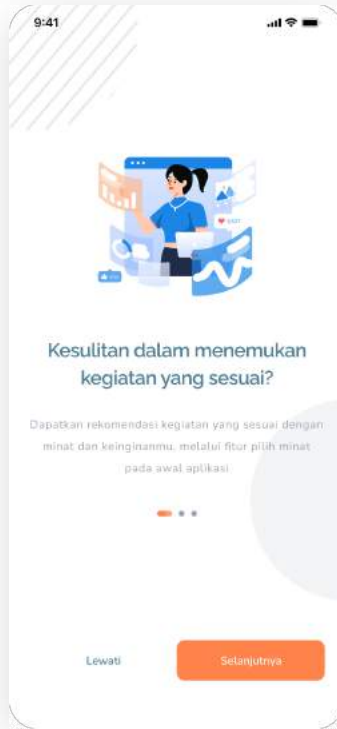 9:41
Kesulitan dalam menemukan
kegiatan yang sesuai?
Dapatkan rekomendasi kegiatan yang sesuai dengan
minat dan keinginanmu, melalui fitur pilih minat
pada awal aplikasi
Lewati
Selanjutnya